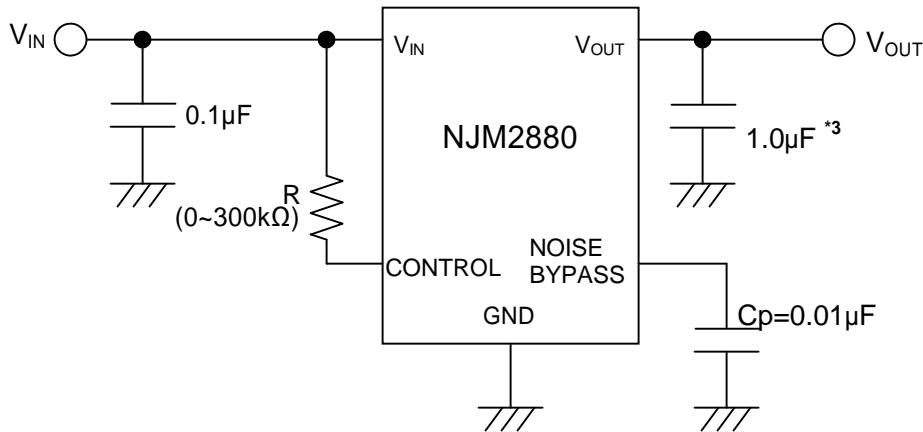 VIN
VIN
VOUT
VOUT
0.1µF
NJM2880
1.0µF *3
R
(0~300kΩ)
CONTROL
NOISE
BYPASS
GND
Cp=0.01µF